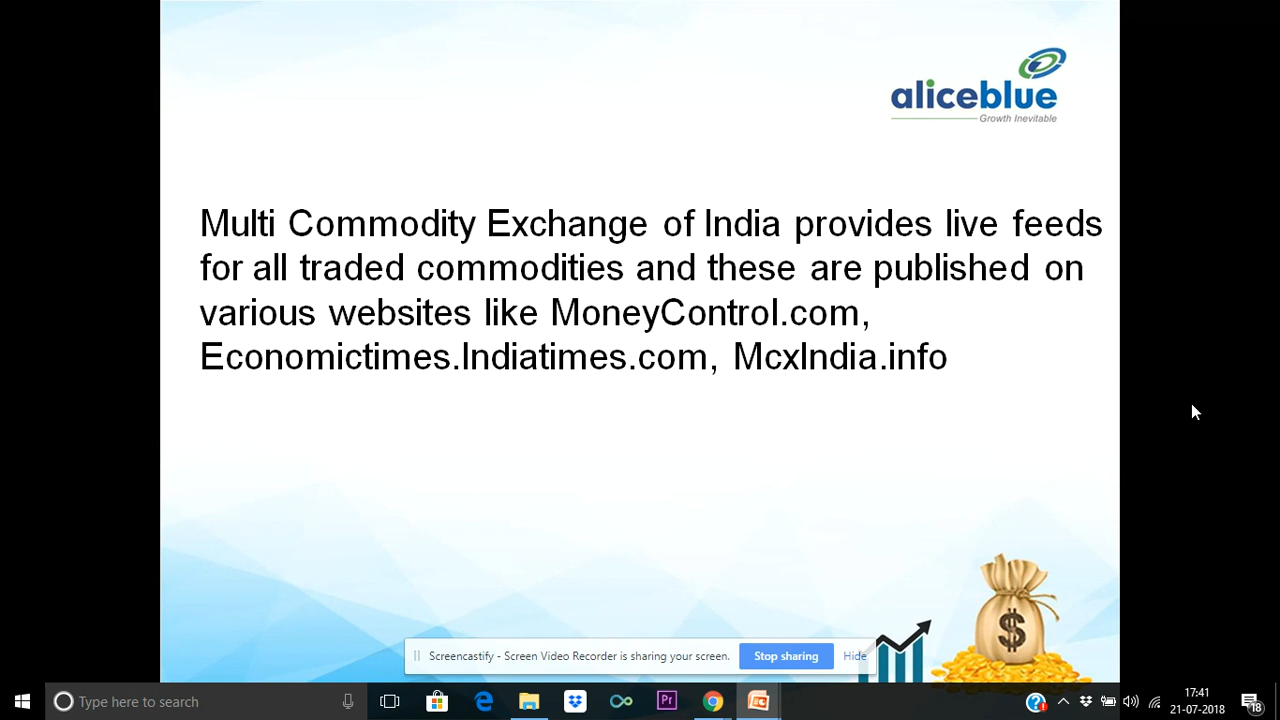 aliceblue
Growth Inevitable
Multi Commodity Exchange of India provides live feeds
for all traded commodities and these are published on
various websites like MoneyControl.com,
Economictimes.Indiatimes.com, McxIndia.info
$
Screencastify - Screen Video Recorder is sharing your screen.
Stop sharing
Hide
Type here to search
Pr
17:41
21-07-2018
18